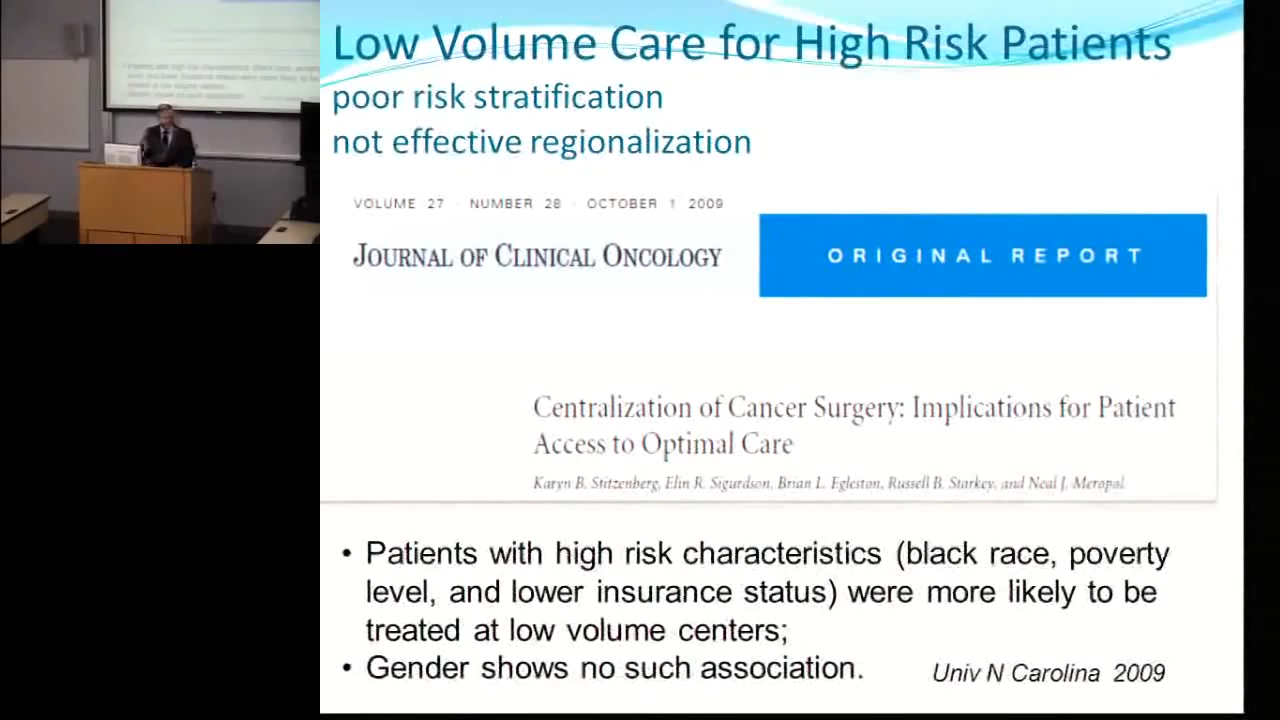 Low Volume Care for High Risk Patients
poor risk stratification
not effective regionalization
VOLUME 27 · NUMBER 28 · OCTOBER 1 2009
JOURNAL OF CLINICAL ONCOLOGY
ORIGINAL REPORT
Centralization of Cancer Surgery: Implications for Patient
Access to Optimal Care
Karyn B. Stitzenberg, Elin R. Sigurdson, Brian L. Egleston, Russell B. Starkey, and Neal J. Meropol
• Patients with high risk characteristics (black race, poverty
level, and lower insurance status) were more likely to be
treated at low volume centers;
• Gender shows no such association.
Univ N Carolina 2009